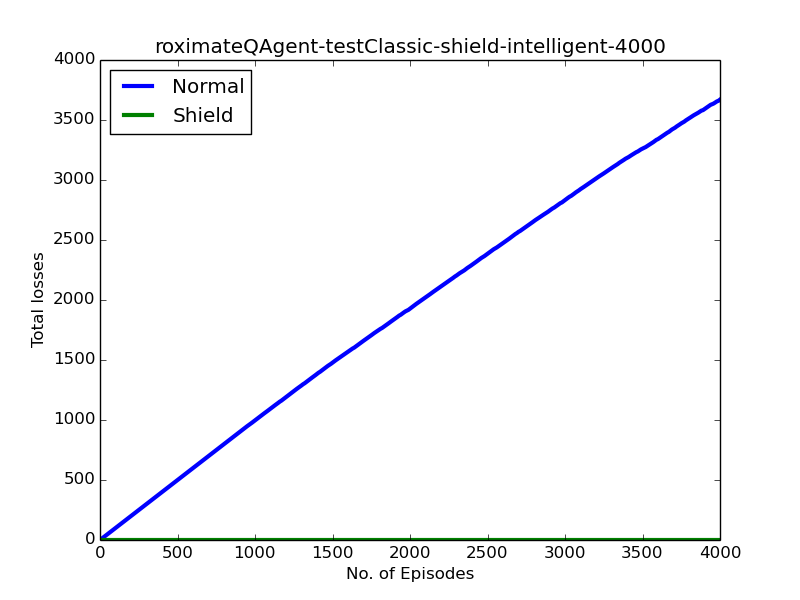 roximateQAgent-testClassic-shield-intelligent-4000
4000
3500
3000
2500
2000
1500
1000
500
0
Total losses
Normal
Shield
0 500 1000 1500 2000 2500 3000 3500 4000
No. of Episodes